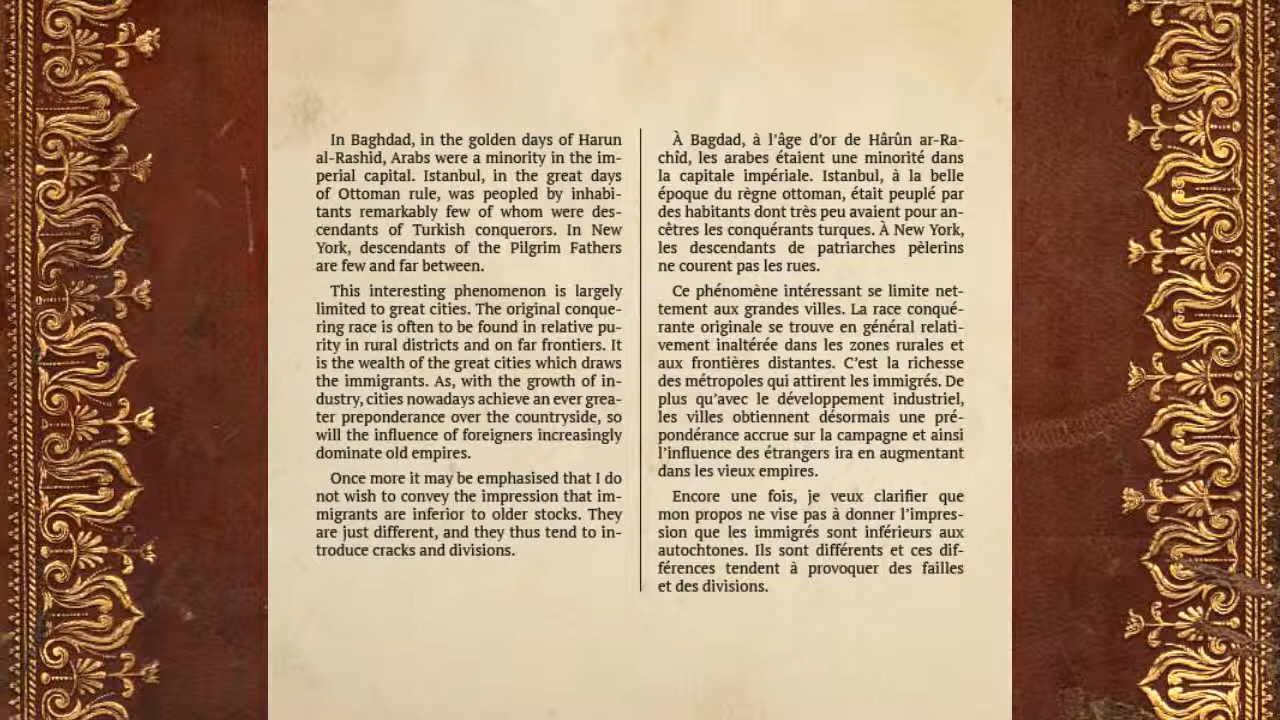 In Baghdad, in the golden days of Harun
al-Rashid, Arabs were a minority in the im-
perial capital. Istanbul, in the great days
of Ottoman rule, was peopled by inhabi-
tants remarkably few of whom were des-
cendants of Turkish conquerors. In New
York, descendants of the Pilgrim Fathers
are few and far between.
This interesting phenomenon is largely
limited to great cities. The original conque-
ring race is often to be found in relative pu-
rity in rural districts and on far frontiers. It
is the wealth of the great cities which draws
the immigrants. As, with the growth of in-
dustry, cities nowadays achieve an ever grea-
ter preponderance over the countryside, so
will the influence of foreigners increasingly
dominate old empires.
Once more it may be emphasised that I do
not wish to convey the impression that im-
migrants are inferior to older stocks. They
are just different, and they thus tend to in-
troduce cracks and divisions.
À Bagdad, à l’âge d’or de Hârûn ar-Ra-
chîd, les arabes étaient une minorité dans
la capitale impériale. Istanbul, à la belle
époque du règne ottoman, était peuplé par
des habitants dont très peu avaient pour an-
cêtres les conquérants turques. À New York,
les descendants de patriarches pèlerins
ne courent pas les rues.
Ce phénomène intéressant se limite net-
tement aux grandes villes. La race conqué-
rante originale se trouve en général relati-
vement inaltérée dans les zones rurales et
aux frontières distantes. C’est la richesse
des métropoles qui attirent les immigrés. De
plus qu’avec le développement industriel,
les villes obtiennent désormais une pré-
pondérance accrue sur la campagne et ainsi
l’influence des étrangers ira en augmentant
dans les vieux empires.
Encore une fois, je veux clarifier que
mon propos ne vise pas à donner l’impres-
sion que les immigrés sont inférieurs aux
autochtones. Ils sont différents et ces dif-
férences tendent à provoquer des failles
et des divisions.